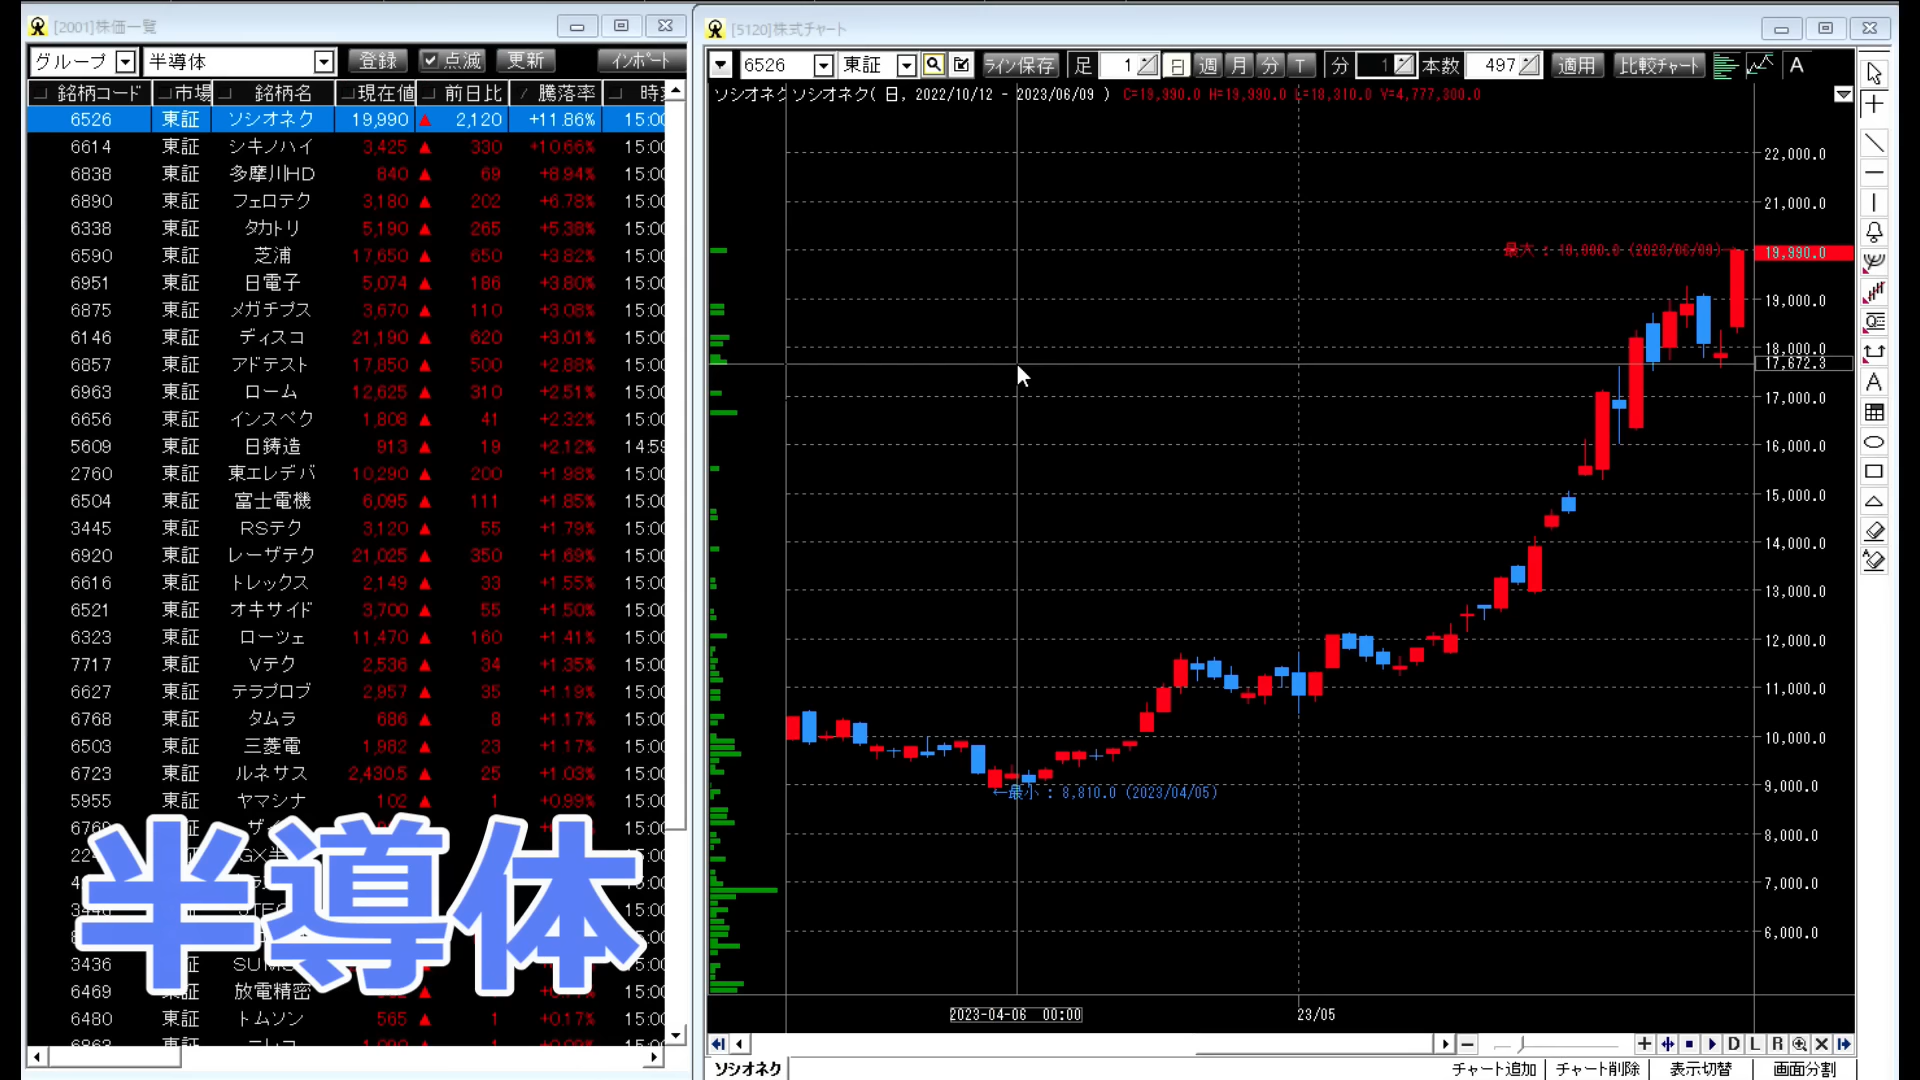 [2001]株価一覧
グループ 半導体 登録 点滅 更新 インポート
銘柄コード 市場 銘柄名 現在値 前日比 騰落率
6526 東証 ソシオネク 19,990 ▲ 2,120 +11.86% 15:00
6614 東証 シキノハイ 3,425 ▲ 330 +10.66% 15:00
6838 東証 多摩川HD 840 ▲ 69 +8.94% 15:00
6890 東証 フェロテク 3,180 ▲ 202 +6.78% 15:00
6338 東証 タカトリ 5,190 ▲ 265 +5.38% 15:00
6590 東証 芝浦 17,650 ▲ 650 +3.82% 15:00
6951 東証 日電子 5,074 ▲ 186 +3.80% 15:00
6875 東証 メガチプス 3,670 ▲ 110 +3.08% 15:00
6146 東証 ディスコ 21,190 ▲ 620 +3.01% 15:00
6857 東証 アドテスト 17,850 ▲ 500 +2.88% 15:00
6963 東証 ローム 12,625 ▲ 310 +2.51% 15:00
6656 東証 インスペク 1,808 ▲ 41 +2.32% 15:00
5609 東証 日鋳造 913 ▲ 19 +2.12% 14:59
2760 東証 東エレデバ 10,290 ▲ 200 +1.98% 15:00
6504 東証 富士電機 6,095 ▲ 111 +1.85% 15:00
3445 東証 RSテク 3,120 ▲ 55 +1.79% 15:00
6920 東証 レーザテク 21,025 ▲ 350 +1.69% 15:00
6616 東証 トレックス 2,149 ▲ 33 +1.55% 15:00
6521 東証 オキサイド 3,700 ▲ 55 +1.50% 15:00
6323 東証 ローツェ 11,470 ▲ 160 +1.41% 15:00
7717 東証 Vテク 2,536 ▲ 34 +1.35% 15:00
6627 東証 テラプローブ 2,957 ▲ 35 +1.19% 15:00
6768 東証 タムラ 686 ▲ 8 +1.17% 15:00
6503 東証 三菱電 1,982 ▲ 23 +1.17% 15:00
6723 東証 ルネサス 2,430.5 ▲ 25 +1.03% 15:00
5955 東証 ヤマシナ 102 ▲ 1 +0.99% 15:00
半導体
3436 SUMC 15:00
6469 放電精密 15:00
6480 東証 トムソン 565 ▲ 1 +0.17% 15:00
[5120]株式チャート
6526 東証 ライン保存 足 1 日 週 月 分 T 分 1 本数 497 適用 比較チャート A
ソシオネク ソシオネク( 日, 2022/10/12 - 2023/06/09 ) C=19,990.0 H=19,990.0 L=18,310.0 V=4,777,300.0
22,000.0
21,000.0
最大 : 19,990.0 (2023/06/09)
19,990.0
19,000.0
18,000.0
17,672.3
17,000.0
16,000.0
15,000.0
14,000.0
13,000.0
12,000.0
11,000.0
10,000.0
9,000.0
←最小 : 8,810.0 (2023/04/05)
8,000.0
7,000.0
6,000.0
2023-04-06 00:00
23/05
D L R
ソシオネク
チャート追加 チャート削除 表示切替 画面分割